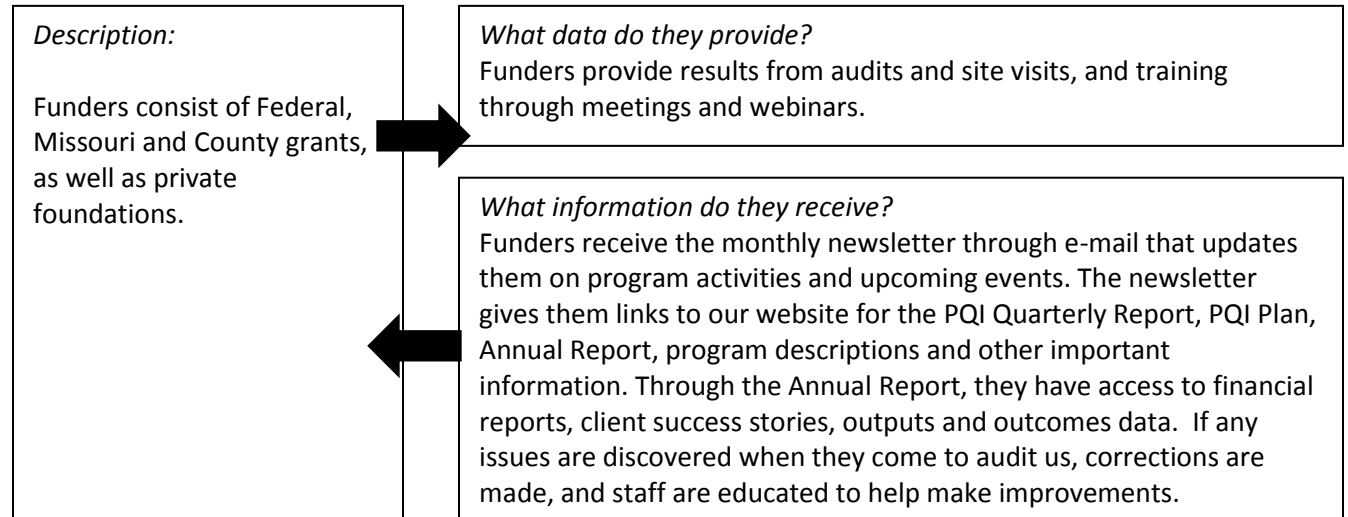 Description:
Funders consist of Federal,
Missouri and County grants,
as well as private
foundations.
What data do they provide?
Funders provide results from audits and site visits, and training
through meetings and webinars.
What information do they receive?
Funders receive the monthly newsletter through e-mail that updates
them on program activities and upcoming events. The newsletter
gives them links to our website for the PQI Quarterly Report, PQI Plan,
Annual Report, program descriptions and other important
information. Through the Annual Report, they have access to financial
reports, client success stories, outputs and outcomes data.  If any
issues are discovered when they come to audit us, corrections are
made, and staff are educated to help make improvements.